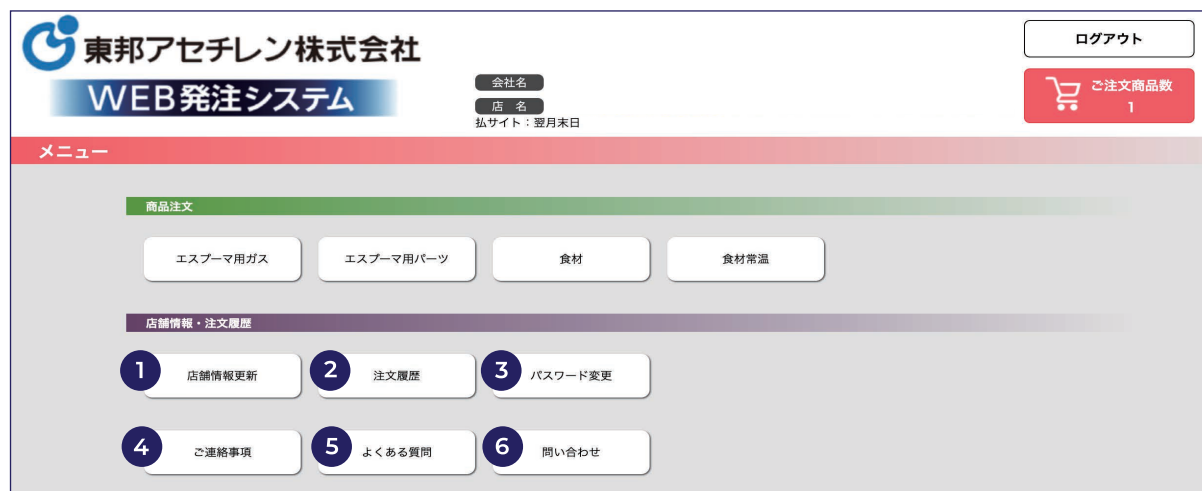 東邦アセチレン株式会社
WEB発注システム
会社名
店 名
払サイト：翌月末日
ログアウト
ご注文商品数
1
メニュー
商品注文
エスプーマ用ガス
エスプーマ用パーツ
食材
食材常温
店舗情報・注文履歴
1 店舗情報更新
2 注文履歴
3 パスワード変更
4 ご連絡事項
5 よくある質問
6 問い合わせ